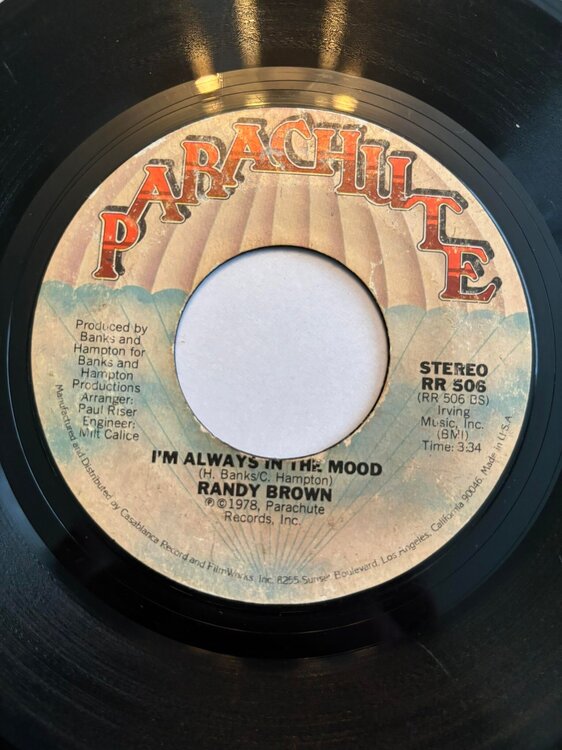 PARACHUTE
Produced by
Banks and
Hampton for
Banks and
Hampton
Productions
Arranger:
Paul Riser
Engineer:
Milt Calice
STEREO
RR 506
(RR 506 BS)
Irving
Music, Inc.
(BMI)
Time: 3:34
I'M ALWAYS IN THE MOOD
(H. Banks/C. Hampton)
RANDY BROWN
℗©1978, Parachute
Records, Inc.
Manufactured and Distributed by Casablanca Record and FilmWorks, Inc. 8255 Sunset Boulevard, Los Angeles, California 90046. Made in U.S.A.